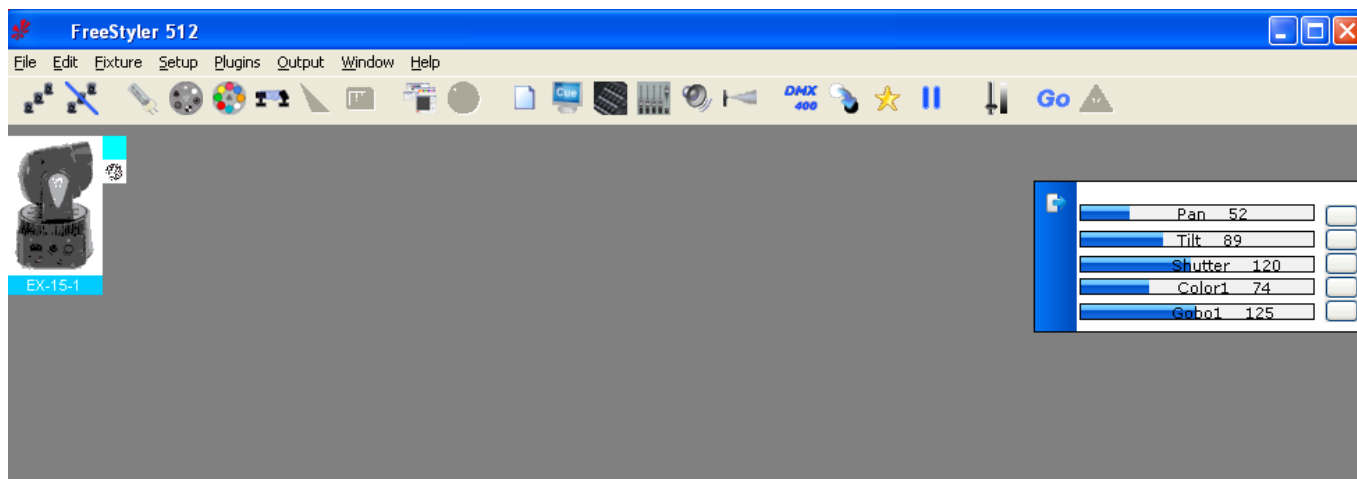 FreeStyler 512
File Edit Fixture Setup Plugins Output Window Help
Cue DMX 400 Go
EX-15-1
Pan 52
Tilt 89
Shutter 120
Color1 74
Gobo1 125